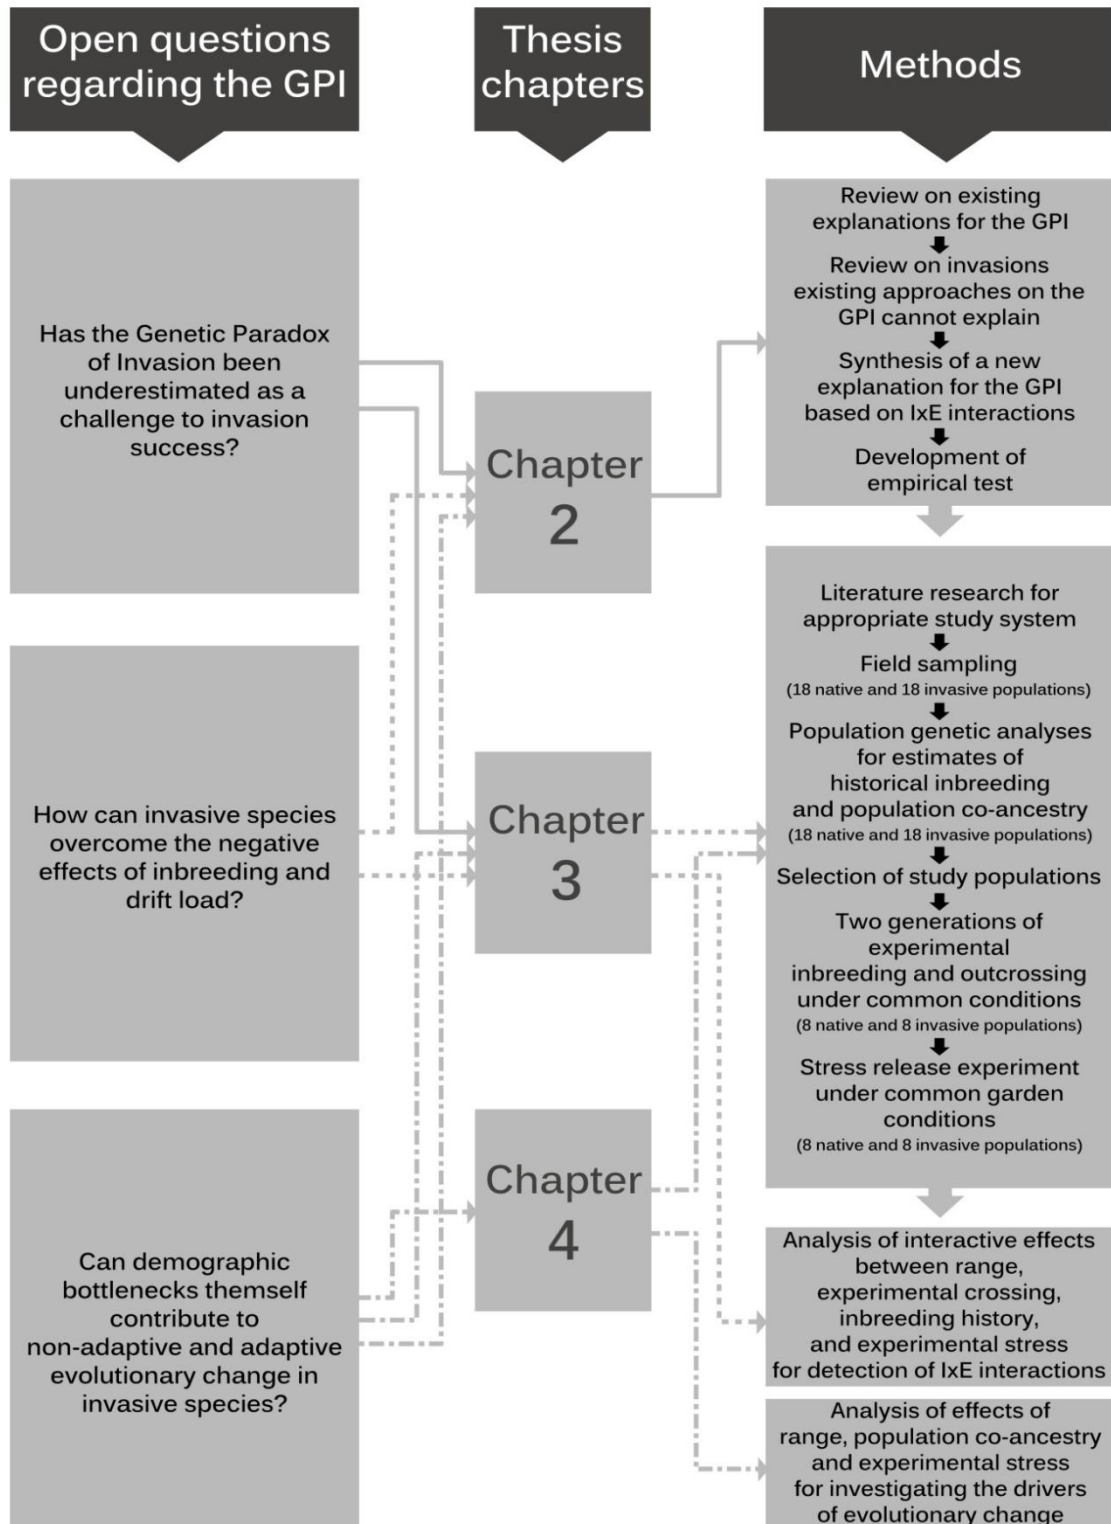 Open questions
regarding the GPI
Thesis
chapters
Methods
Has the Genetic Paradox
of Invasion been
underestimated as a
challenge to invasion
success?
How can invasive species
overcome the negative
effects of inbreeding and
drift load?
Can demographic
bottlenecks themself
contribute to
non-adaptive and adaptive
evolutionary change in
invasive species?
Chapter
2
Chapter
3
Chapter
4
Review on existing
explanations for the GPI
Review on invasions
existing approaches on the
GPI cannot explain
Synthesis of a new
explanation for the GPI
based on IxE interactions
Development of
empirical test
Literature research for
appropriate study system
Field sampling
(18 native and 18 invasive populations)
Population genetic analyses
for estimates of
historical inbreeding
and population co-ancestry
(18 native and 18 invasive populations)
Selection of study populations
Two generations of
experimental
inbreeding and outcrossing
under common conditions
(8 native and 8 invasive populations)
Stress release experiment
under common garden
conditions
(8 native and 8 invasive populations)
Analysis of interactive effects
between range,
experimental crossing,
inbreeding history,
and experimental stress
for detection of IxE interactions
Analysis of effects of
range, population co-ancestry
and experimental stress
for investigating the drivers
of evolutionary change